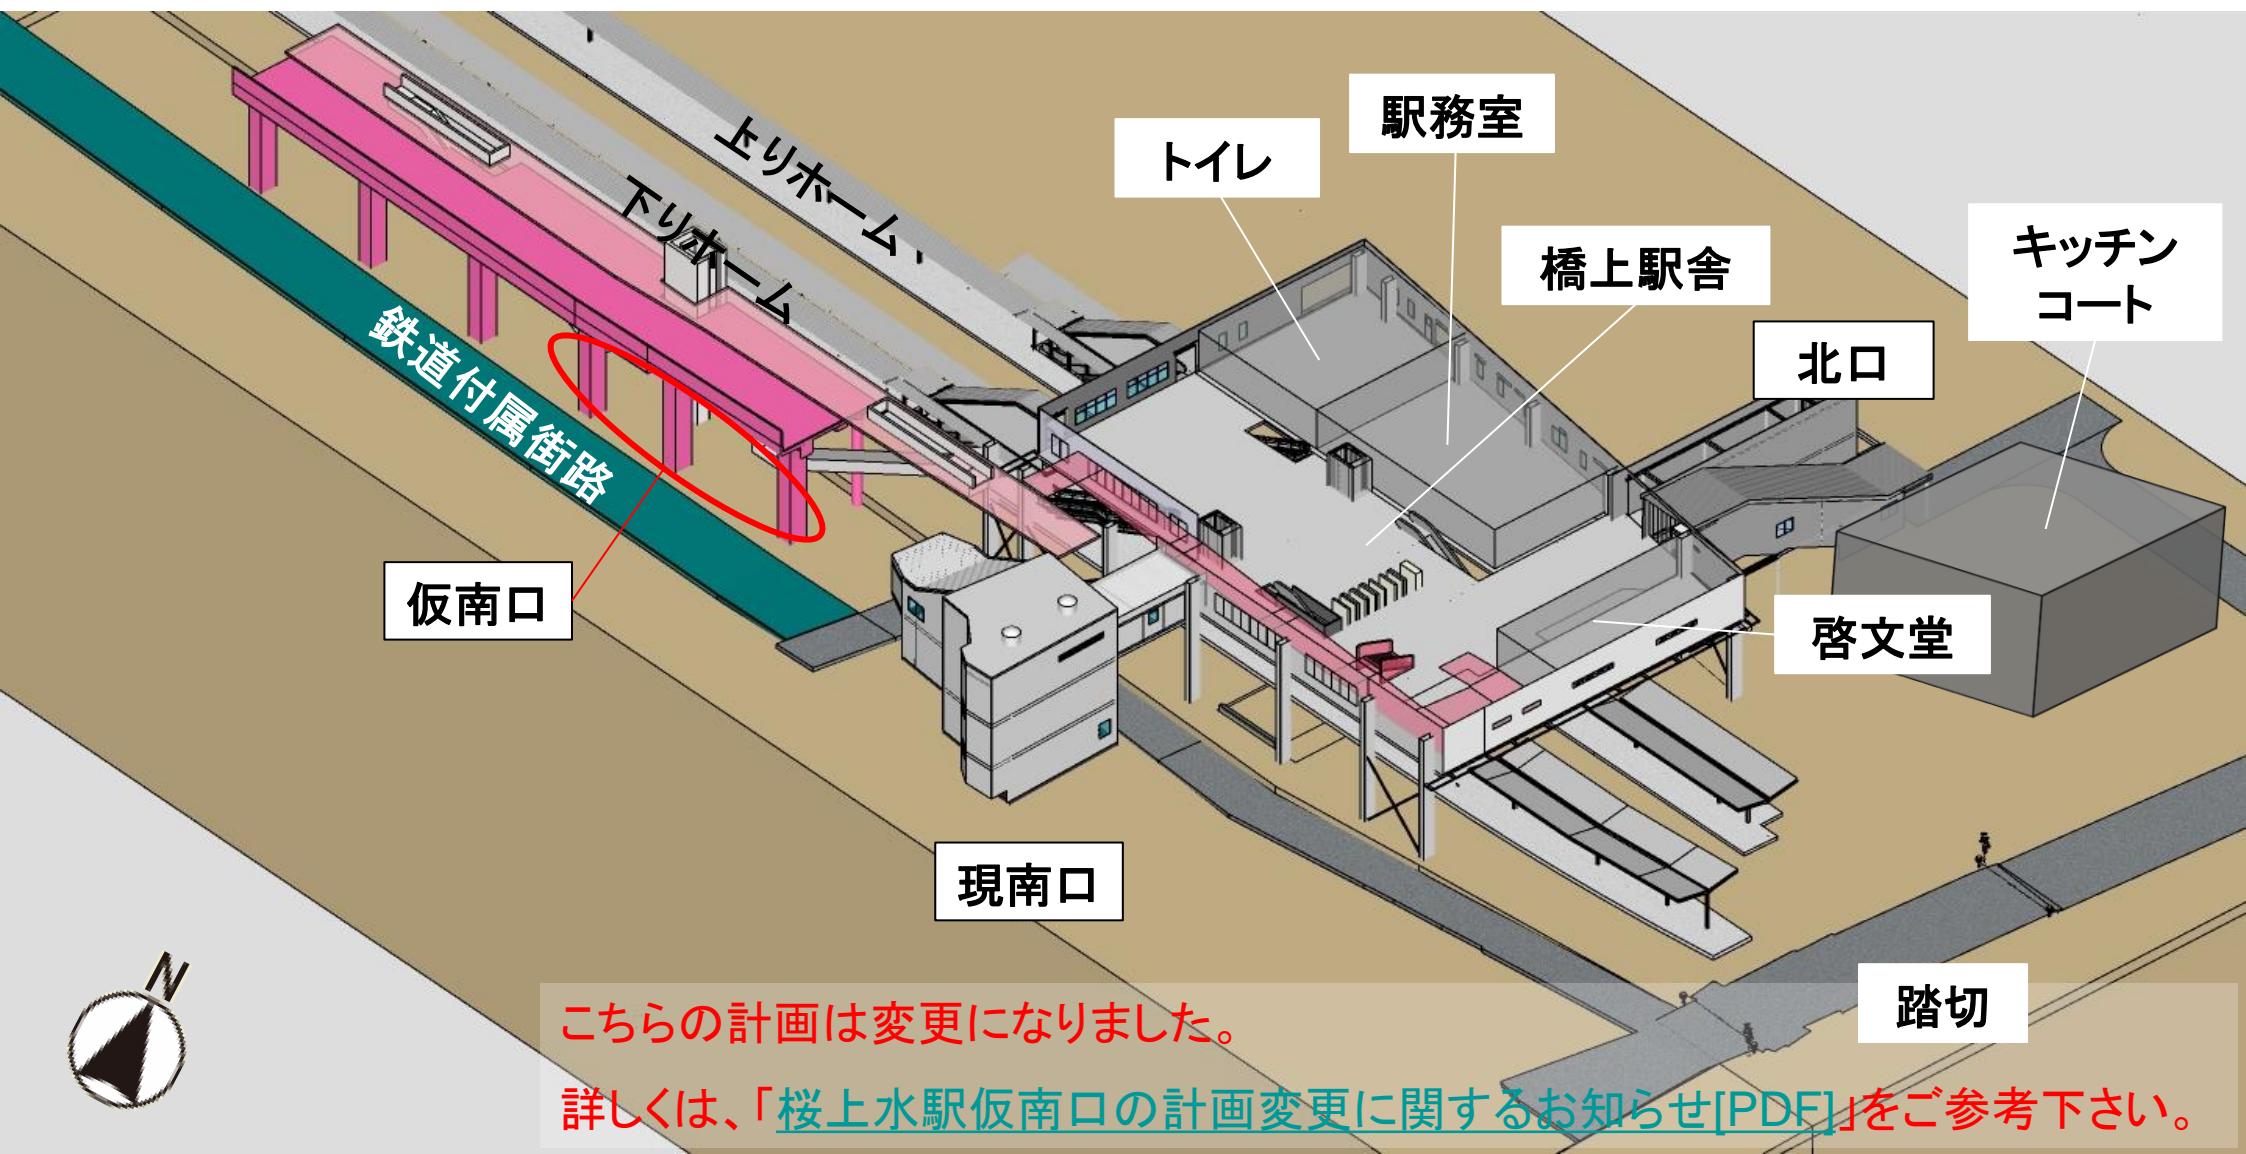 駅務室
トイレ
上りホーム
下りホーム
橋上駅舎
キッチン
コート
北口
鉄道付属街路
仮南口
啓文堂
現南口
踏切
N
こちらの計画は変更になりました。
詳しくは、「桜上水駅仮南口の計画変更に関するお知らせ[PDF]」をご参考下さい。